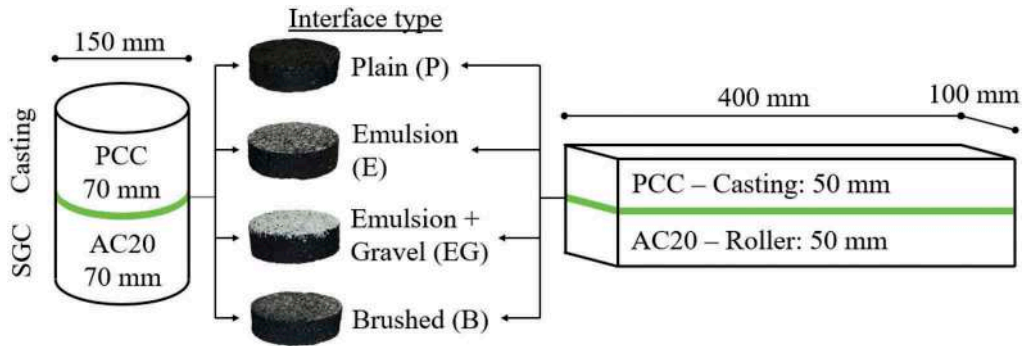 Interface type
150 mm
Casting
SGC
PCC
70 mm
AC20
70 mm
Plain (P)
Emulsion
(E)
Emulsion +
Gravel (EG)
Brushed (B)
400 mm
100 mm
PCC – Casting: 50 mm
AC20 – Roller: 50 mm